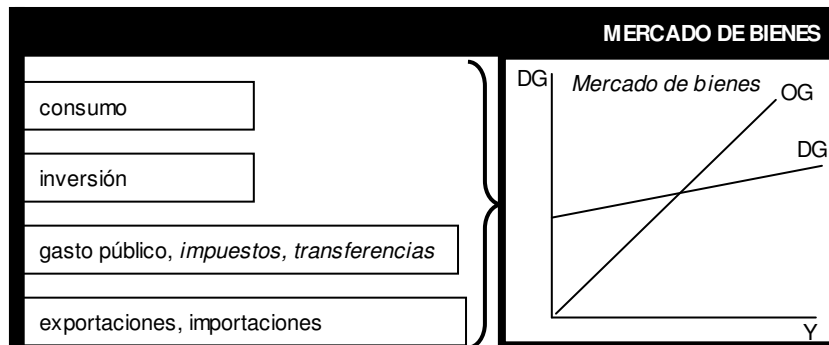 MERCADO DE BIENES
consumo
inversión
gasto público, impuestos, transferencias
exportaciones, importaciones
DG
Mercado de bienes
OG
DG
Y